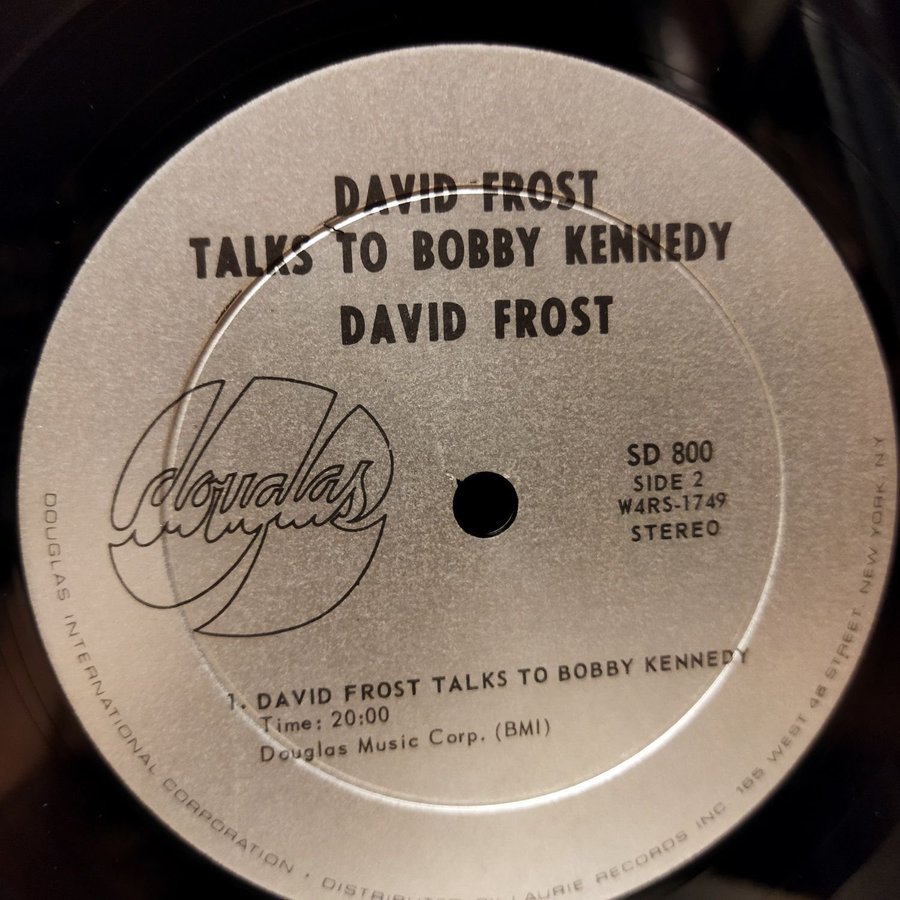 DAVID FROST
TALKS TO BOBBY KENNEDY
DAVID FROST
douglas
SD 800
SIDE 2
W4RS-1749
STEREO
1. DAVID FROST TALKS TO BOBBY KENNEDY
Time: 20:00
Douglas Music Corp. (BMI)
DOUGLAS INTERNATIONAL CORPORATION • LAURIE RECORDS INC 165 WEST 46 STREET, NEW YORK, N Y